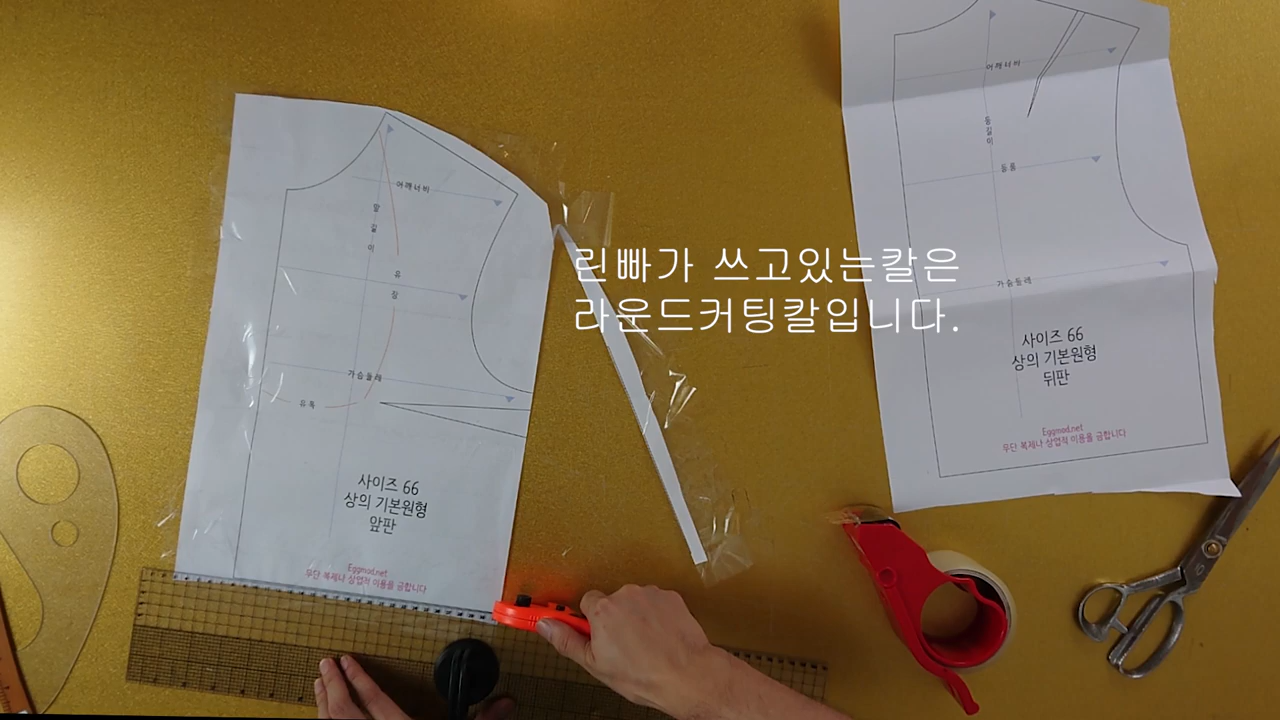 린빠가 쓰고있는칼은
라운드커팅칼입니다.
어깨너비
앞길이
유장
가슴둘레
유폭
사이즈 66
상의 기본원형
앞판
Eggmod.net
무단 복제나 상업적 이용을 금합니다
어깨너비
등길이
등품
가슴둘레
사이즈 66
상의 기본원형
뒤판
Eggmod.net
무단 복제나 상업적 이용을 금합니다